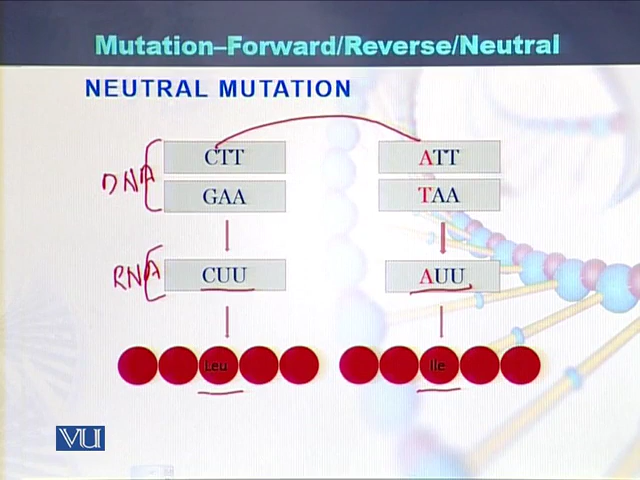 Mutation–Forward/Reverse/Neutral
NEUTRAL MUTATION
DNA
CTT
ATT
GAA
TAA
RNA
CUU
AUU
Leu
Ile
VU